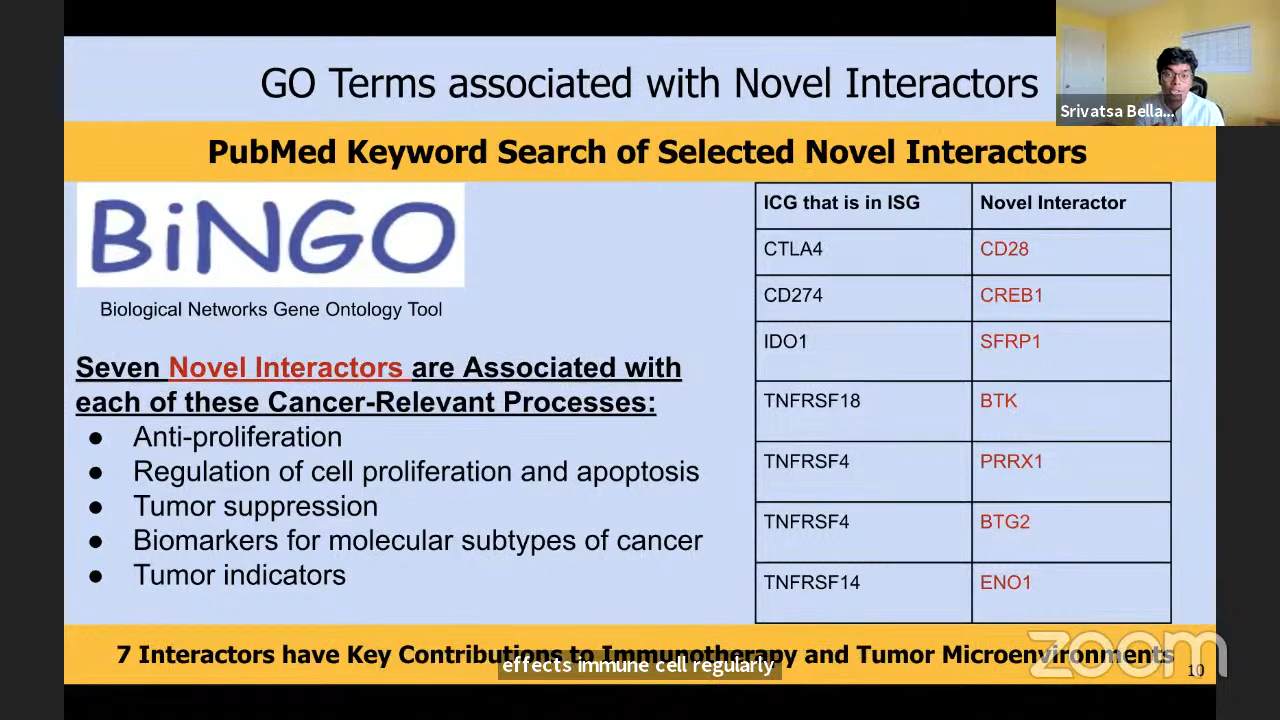 GO Terms associated with Novel Interactors
Srivatsa Bella...
PubMed Keyword Search of Selected Novel Interactors
BiNGO
Biological Networks Gene Ontology Tool
Seven Novel Interactors are Associated with
each of these Cancer-Relevant Processes:
● Anti-proliferation
● Regulation of cell proliferation and apoptosis
● Tumor suppression
● Biomarkers for molecular subtypes of cancer
● Tumor indicators
ICG that is in ISG Novel Interactor
CTLA4 CD28
CD274 CREB1
IDO1 SFRP1
TNFRSF18 BTK
TNFRSF4 PRRX1
TNFRSF4 BTG2
TNFRSF14 ENO1
7 Interactors have Key Contributions to Immunotherapy and Tumor Microenvironments
effects immune cell regularly
zoom
10